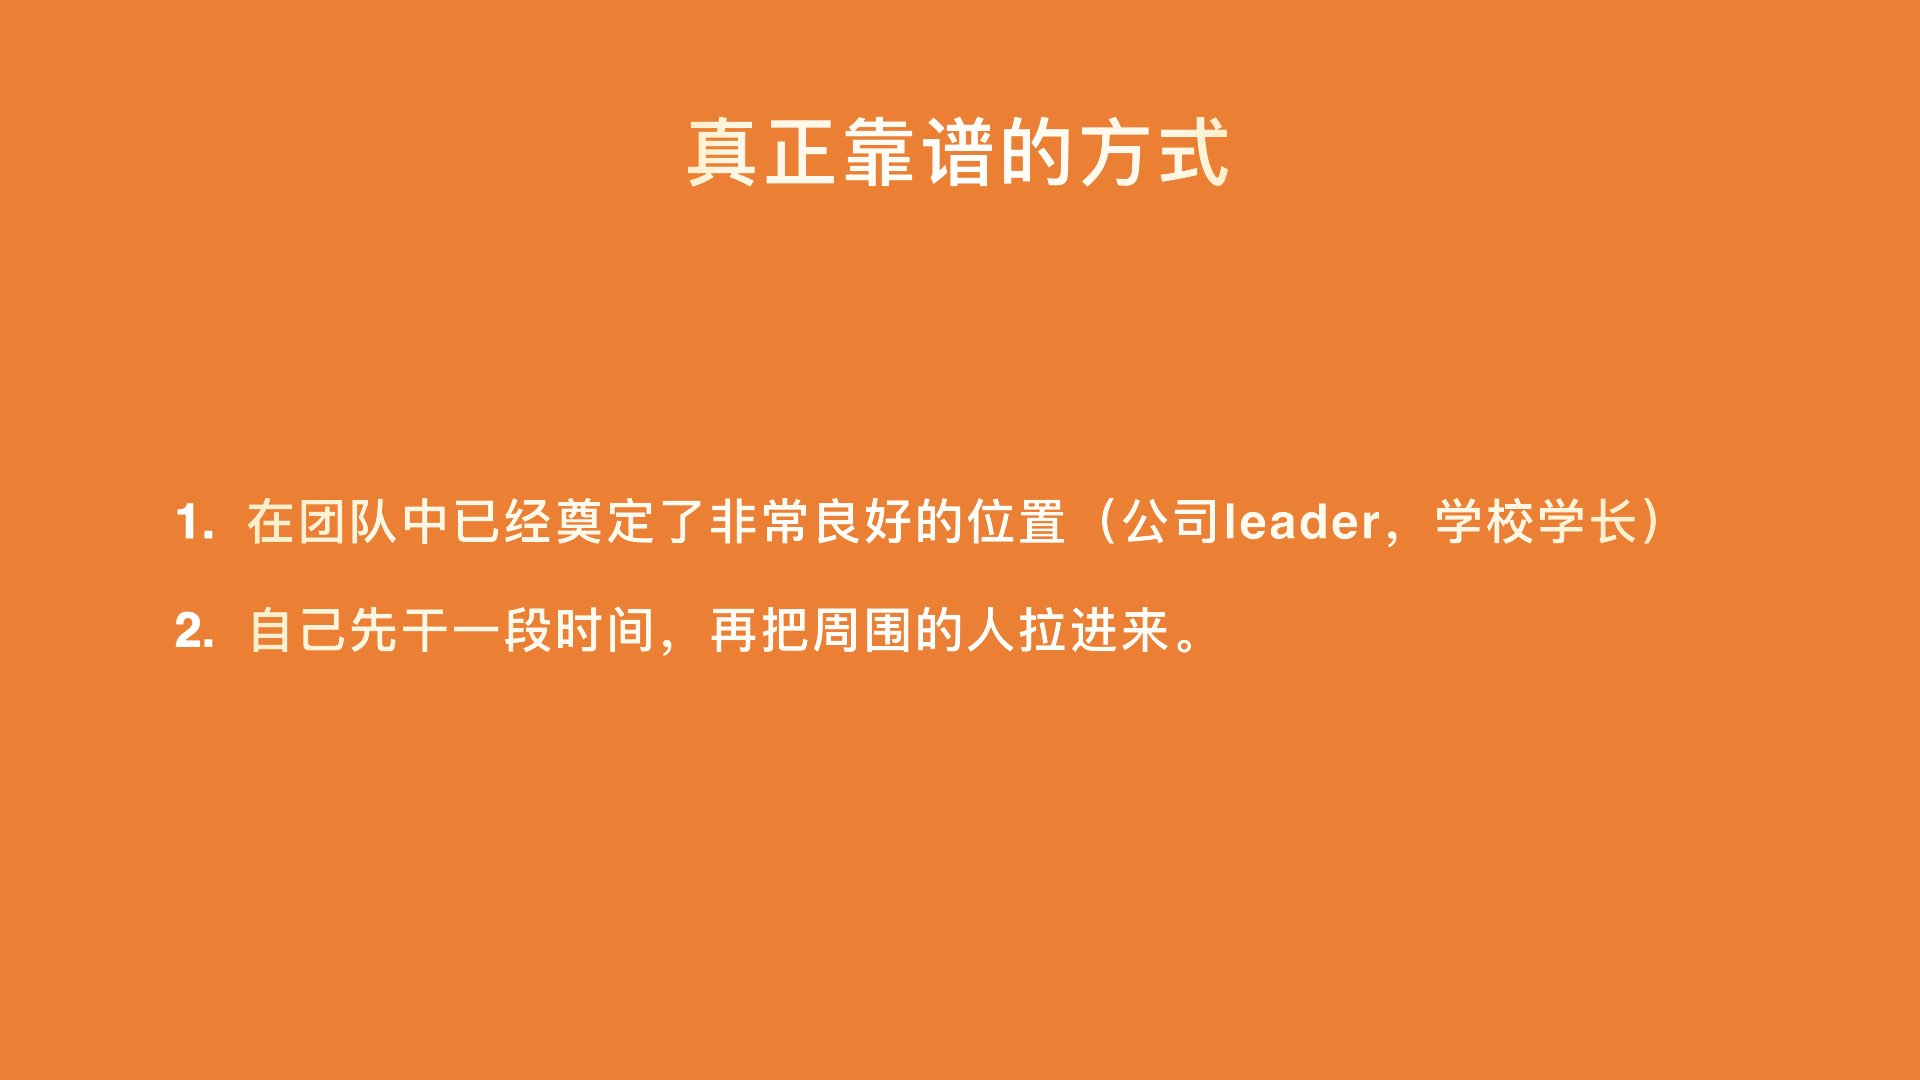 真正靠谱的方式
1. 在团队中已经奠定了非常良好的位置（公司leader，学校学长）
2. 自己先干一段时间，再把周围的人拉进来。